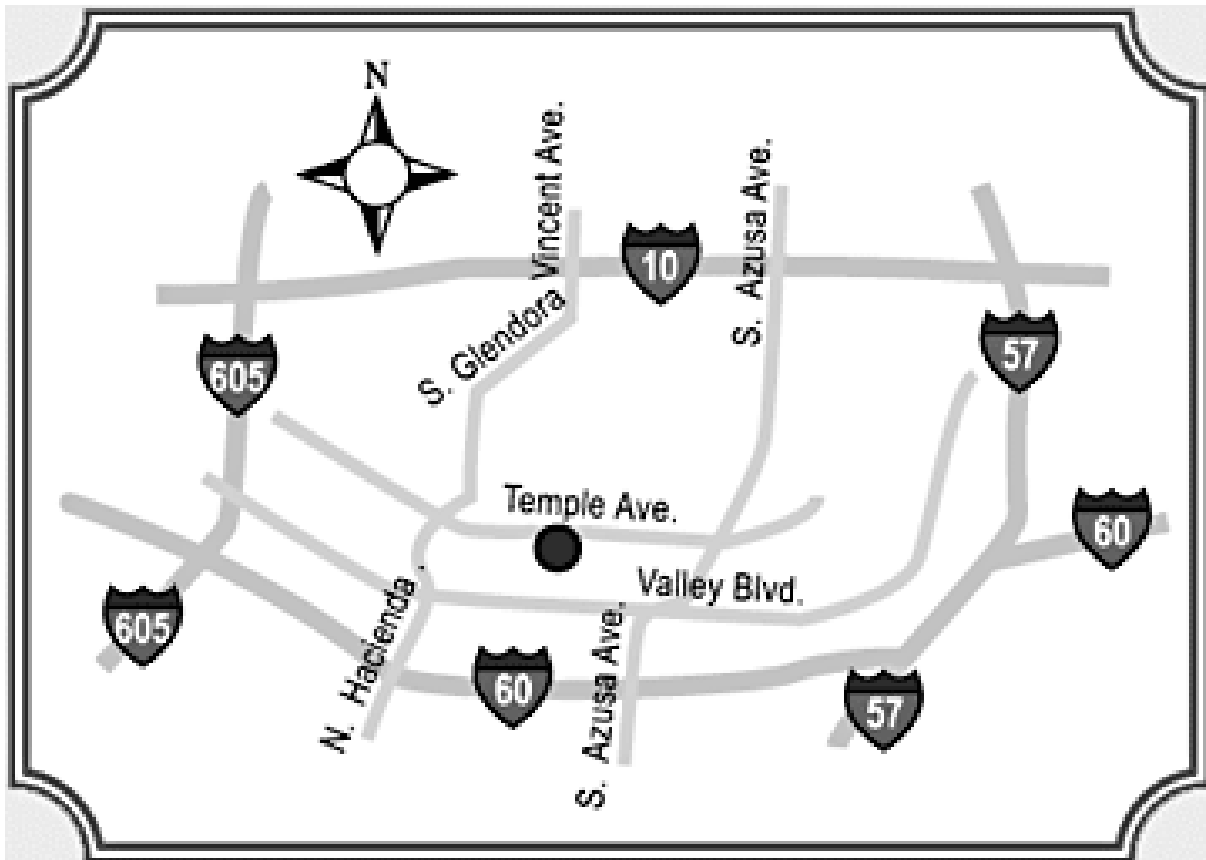 N
Vincent Ave.
S. Azusa Ave.
10
S. Glendora
57
605
Temple Ave.
60
Valley Blvd.
605
N. Hacienda
60
S. Azusa Ave.
57